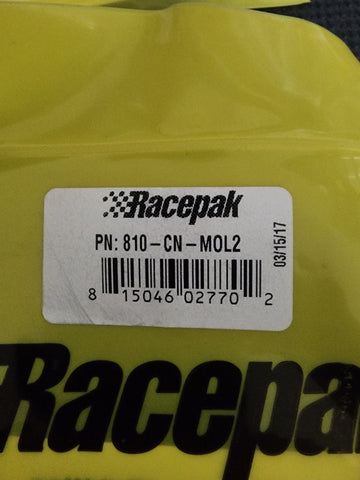 Racepak
PN: 810-CN-MOL2
03/15/17
8 15046 02770 2
Racepak